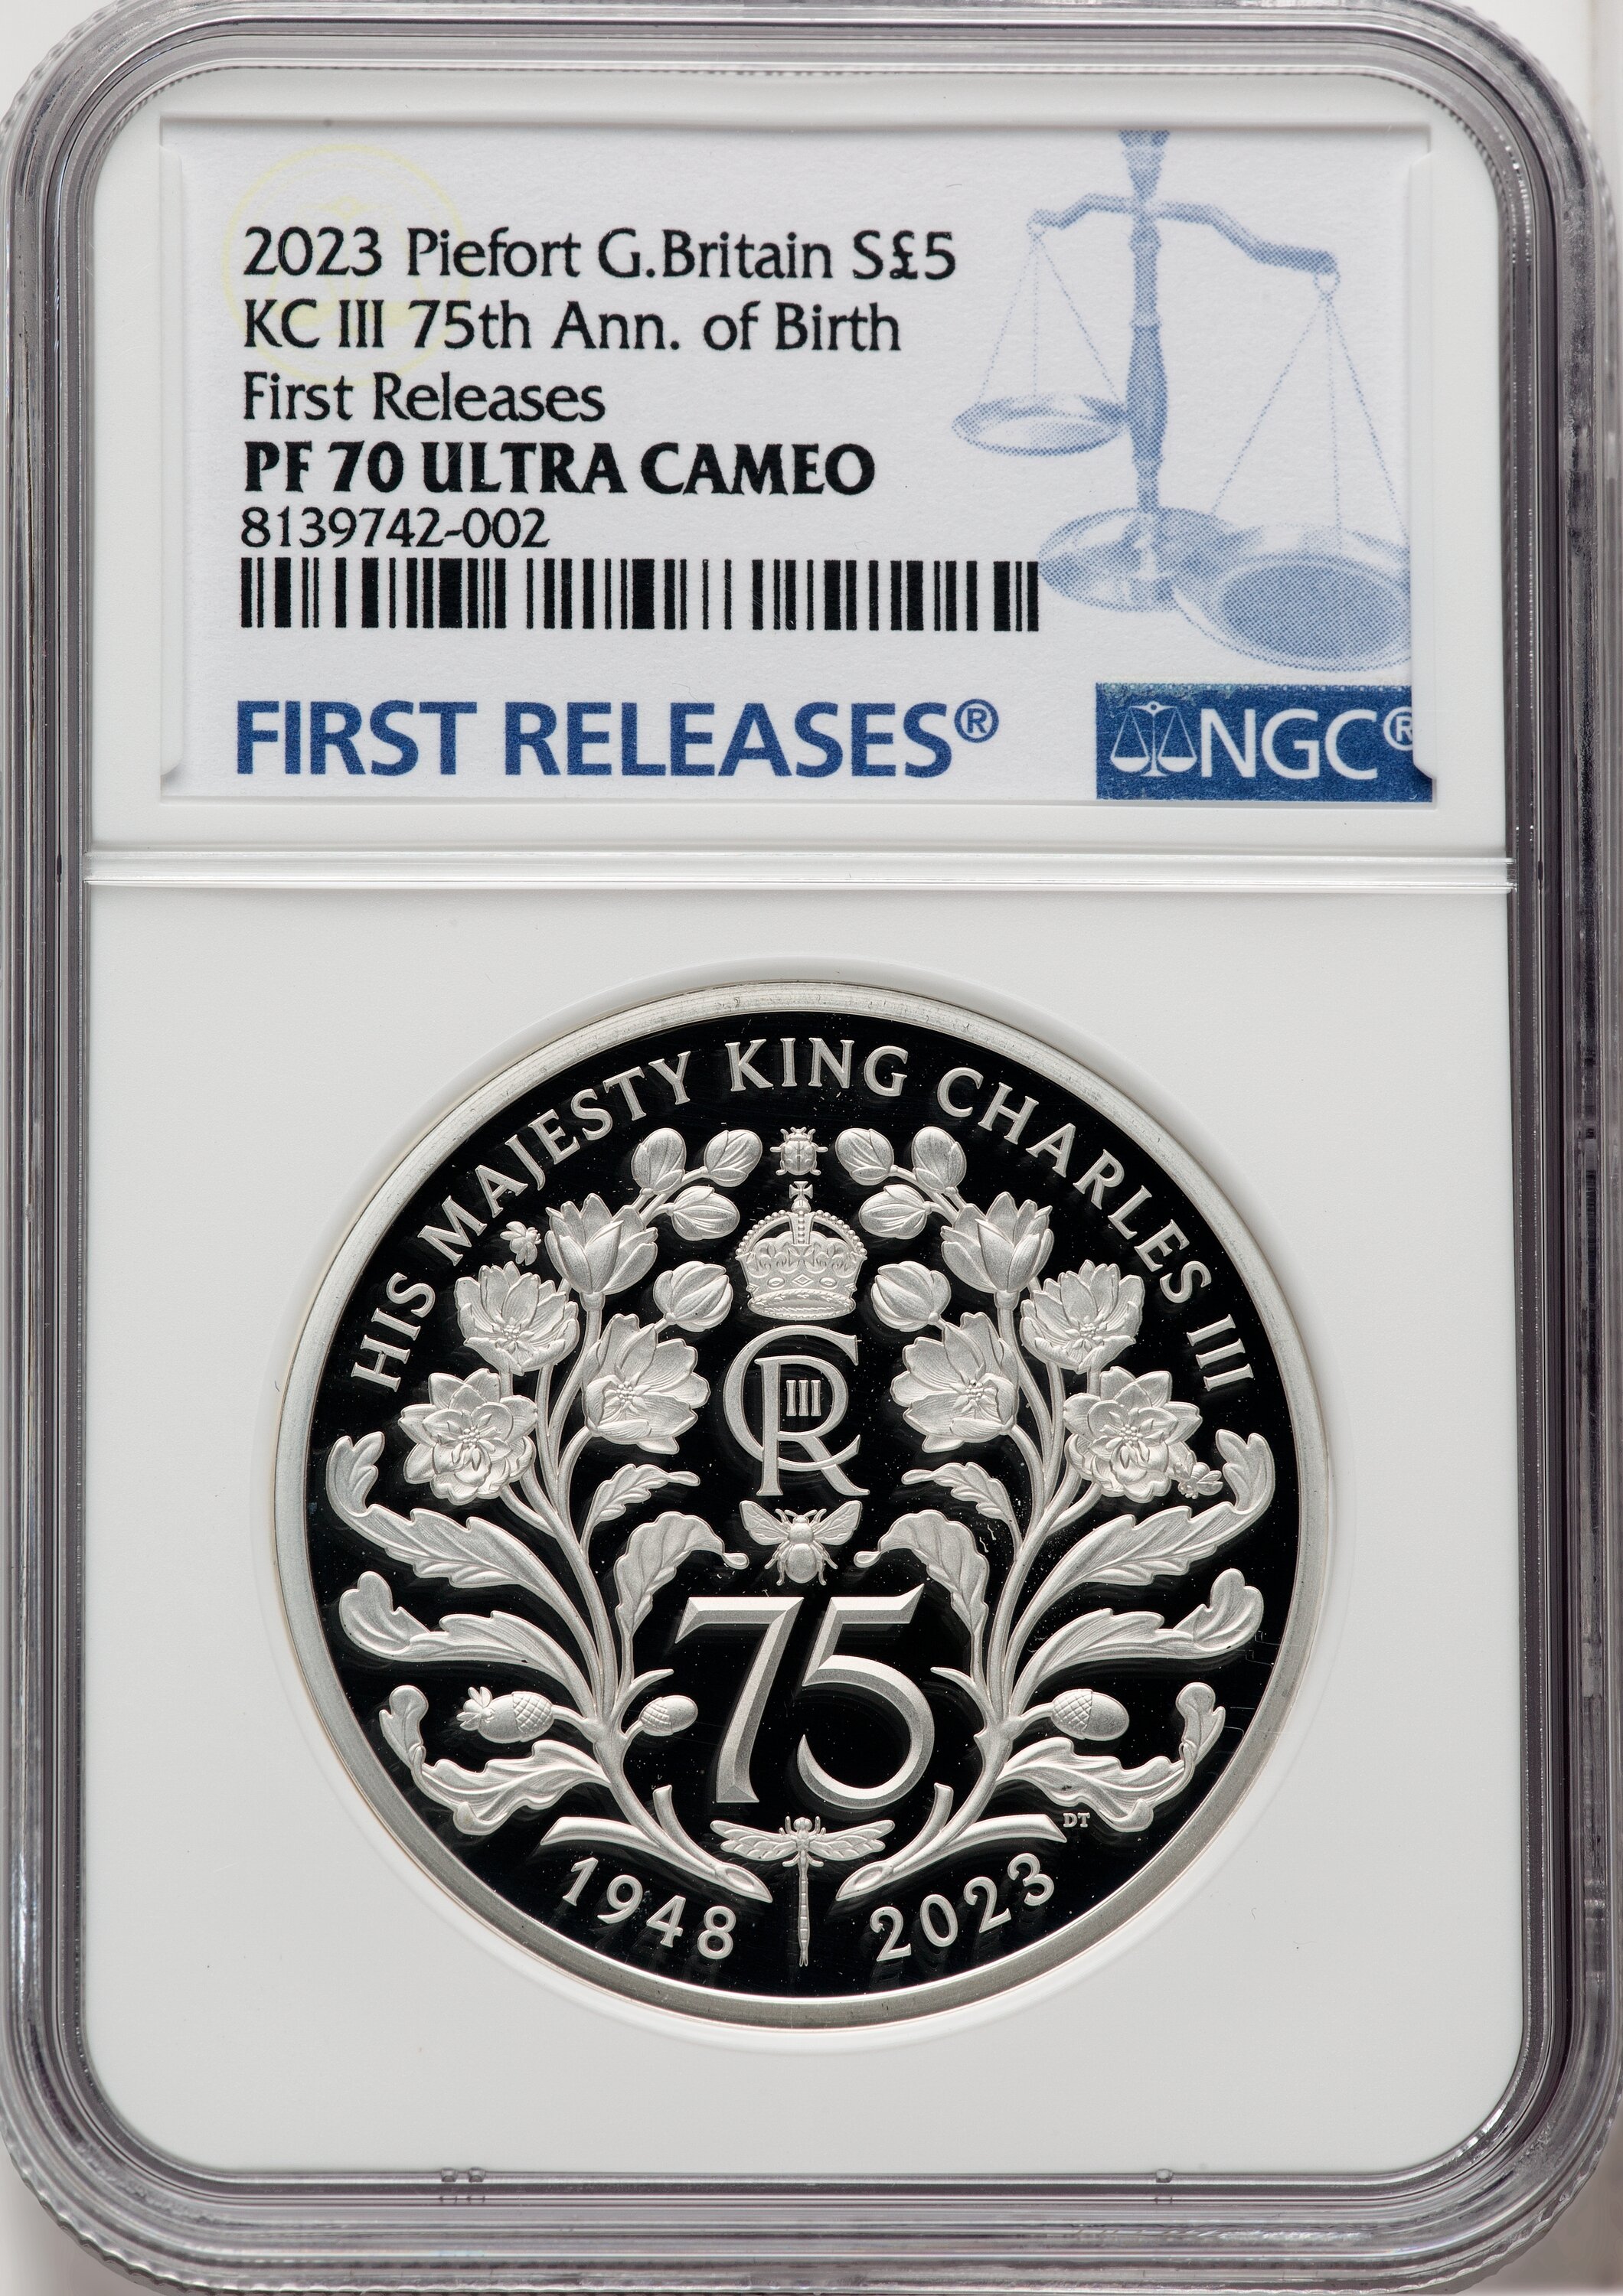 2023 Piefort G.Britain S£5
KC III 75th Ann. of Birth
First Releases
PF 70 ULTRA CAMEO
8139742-002
FIRST RELEASES®
NGC®
HIS MAJESTY KING CHARLES III
CR III
75
DT
1948 2023